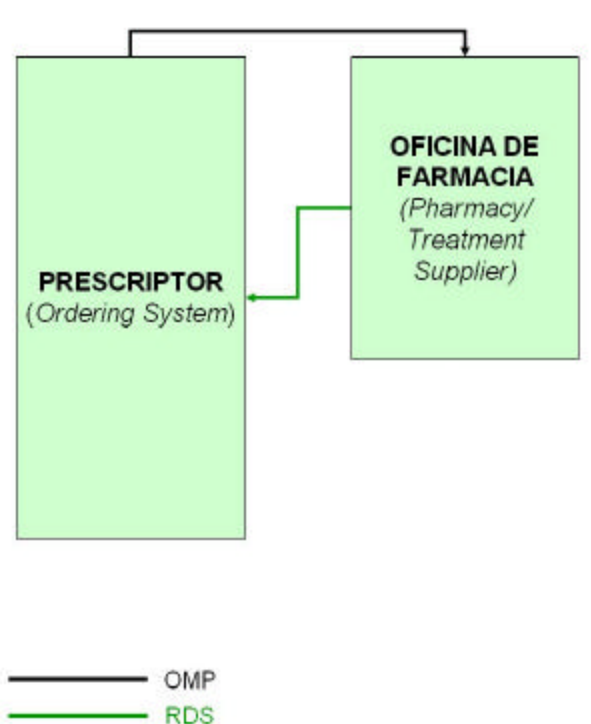 OFICINA DE
FARMACIA
(Pharmacy/
Treatment
Supplier)
PRESCRIPTOR
(Ordering System)
OMP
RDS